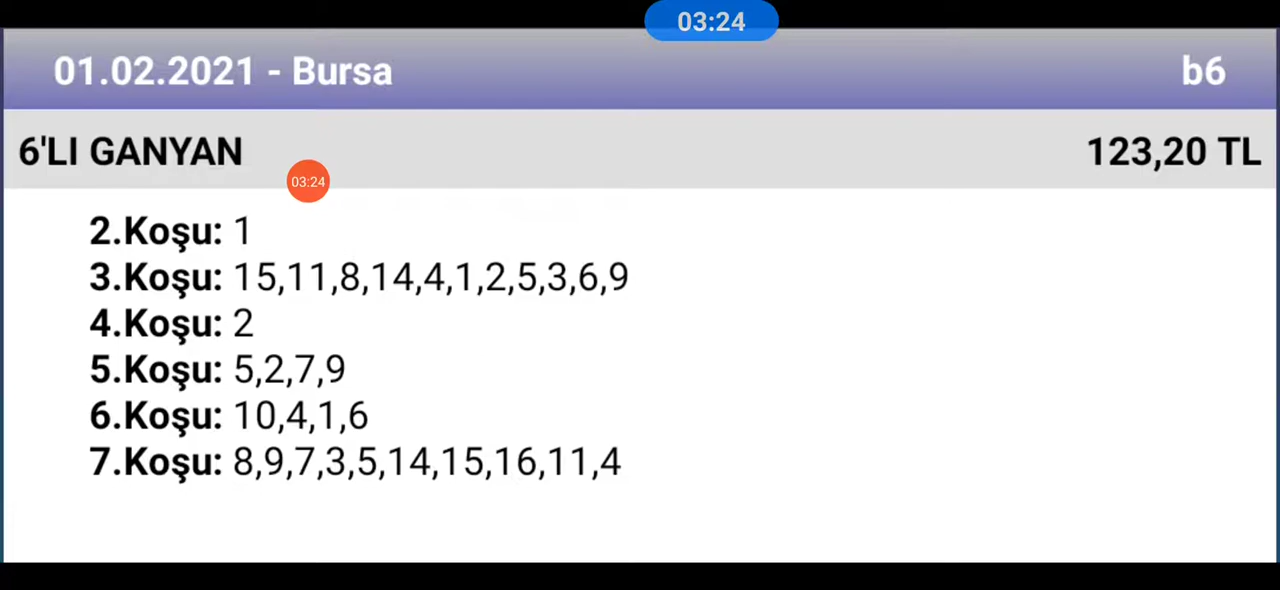 03:24
01.02.2021 - Bursa b6
6'LI GANYAN 123,20 TL
03:24
2.Koşu: 1
3.Koşu: 15,11,8,14,4,1,2,5,3,6,9
4.Koşu: 2
5.Koşu: 5,2,7,9
6.Koşu: 10,4,1,6
7.Koşu: 8,9,7,3,5,14,15,16,11,4